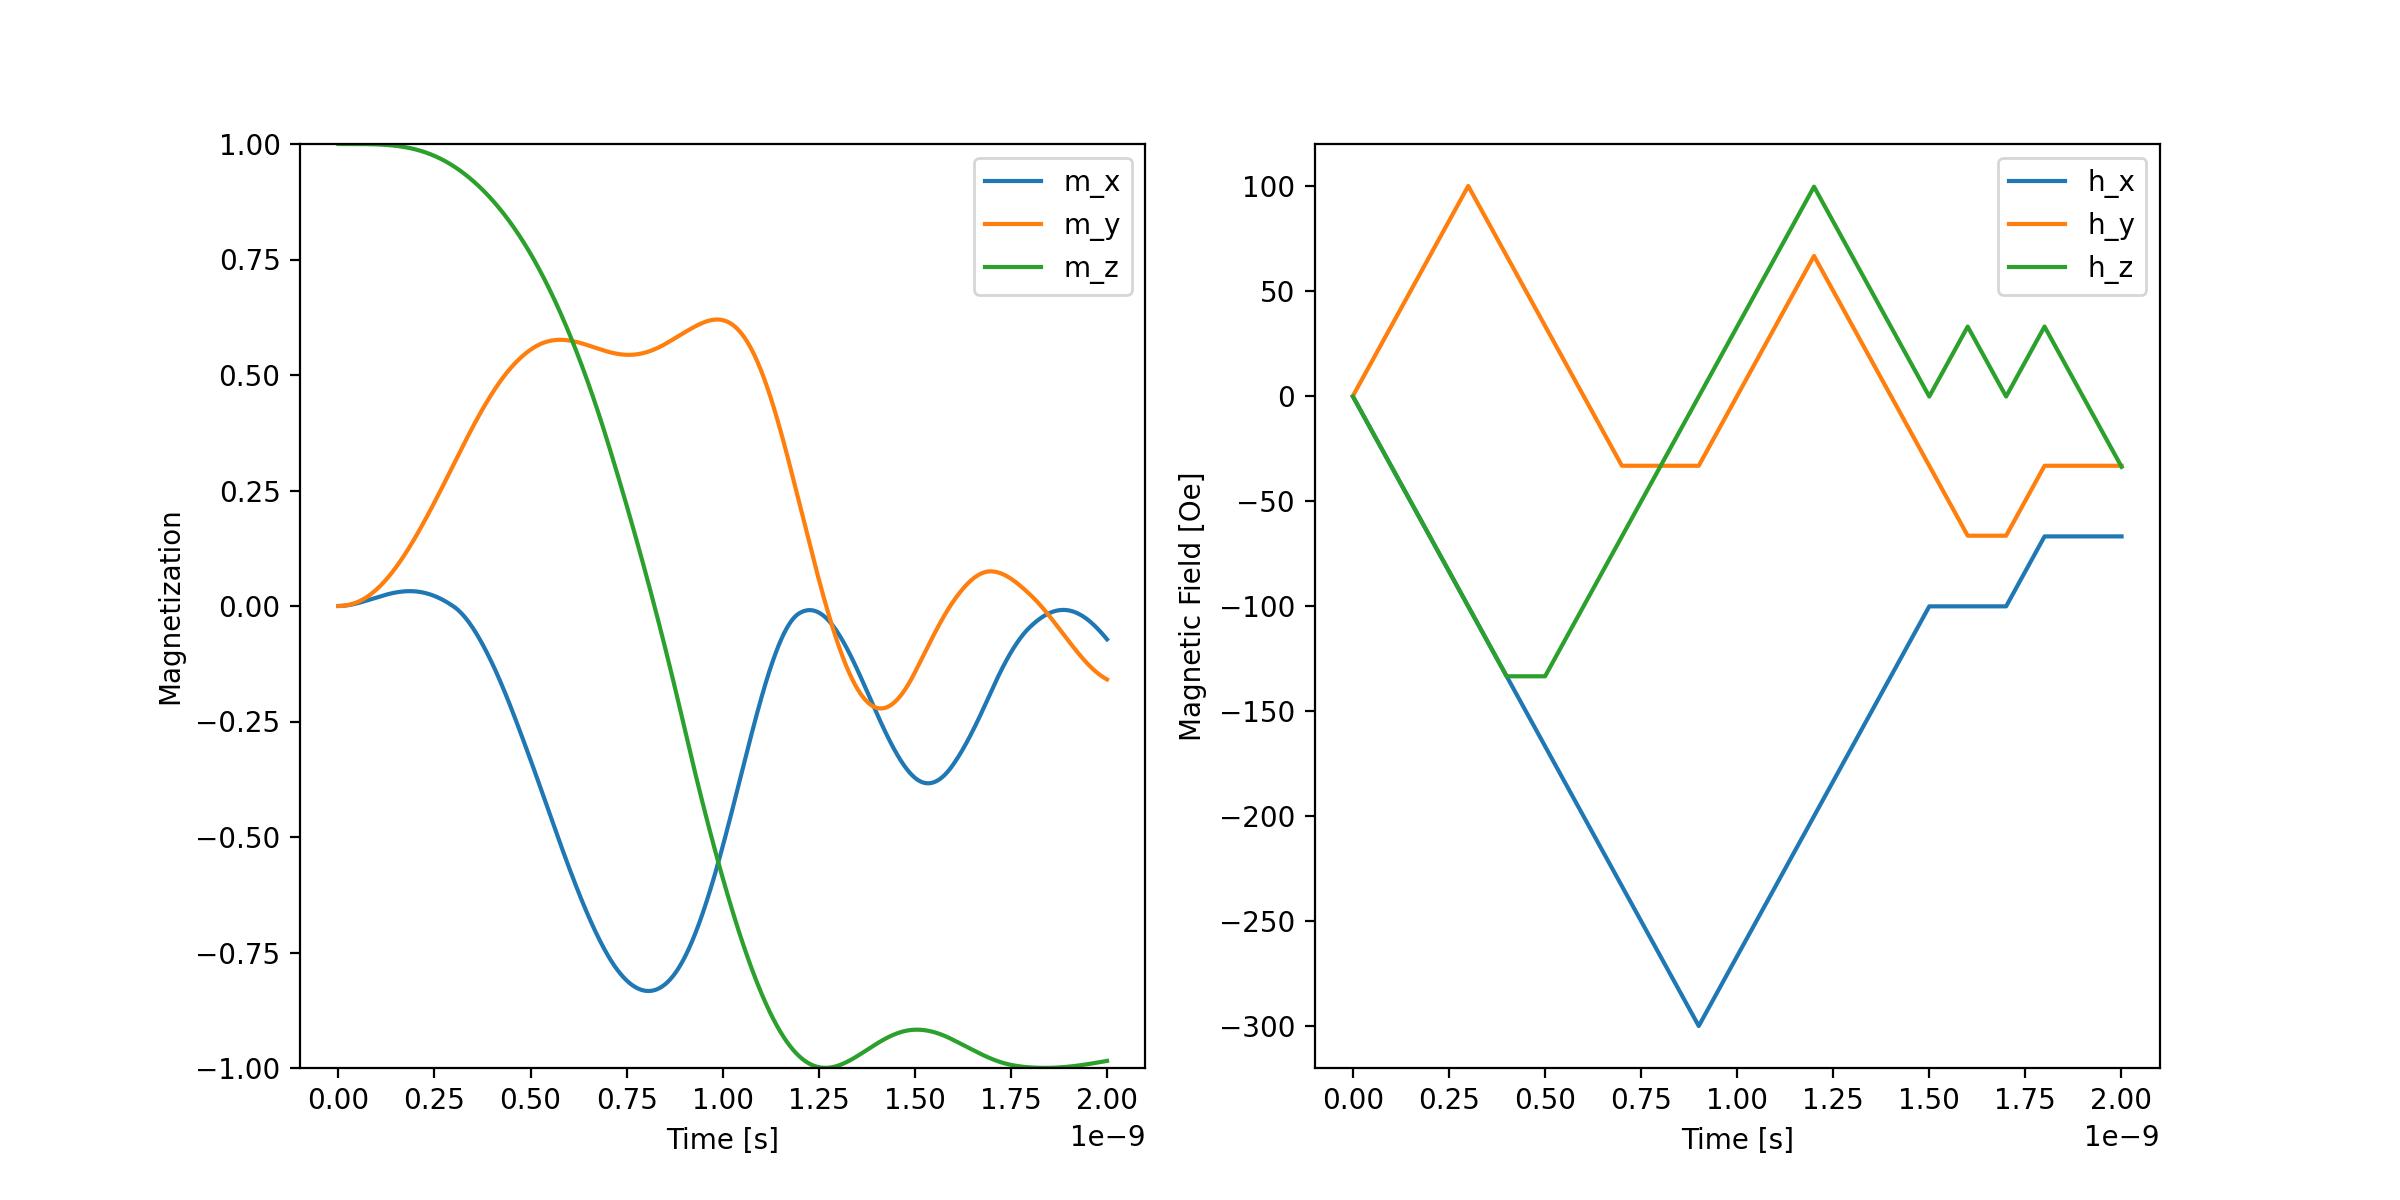 1.00
0.75
0.50
0.25
0.00
−0.25
−0.50
−0.75
−1.00
Magnetization
0.00 0.25 0.50 0.75 1.00 1.25 1.50 1.75 2.00
Time [s]
1e−9
m_x
m_y
m_z
100
50
0
−50
−100
−150
−200
−250
−300
Magnetic Field [Oe]
0.00 0.25 0.50 0.75 1.00 1.25 1.50 1.75 2.00
Time [s]
1e−9
h_x
h_y
h_z